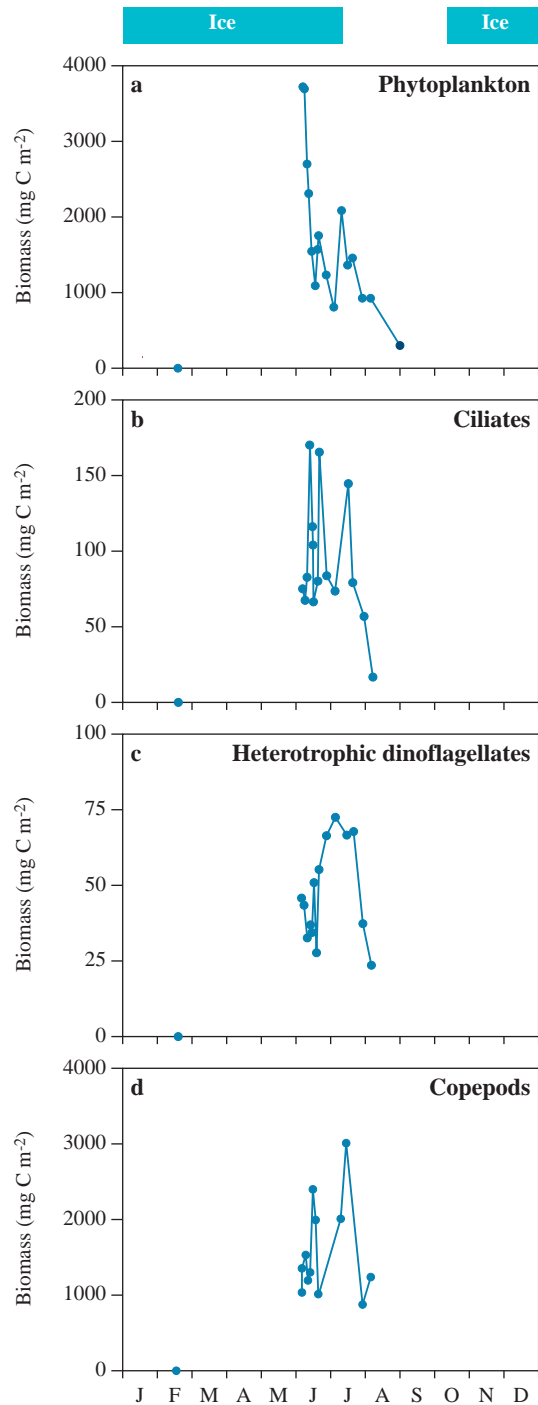 Ice Ice
a Phytoplankton
4000
3000
2000
1000
0
Biomass (mg C m-2)
b Ciliates
200
150
100
50
0
Biomass (mg C m-2)
c Heterotrophic dinoflagellates
100
75
50
25
0
Biomass (mg C m-2)
d Copepods
4000
3000
2000
1000
0
Biomass (mg C m-2)
J F M A M J J A S O N D